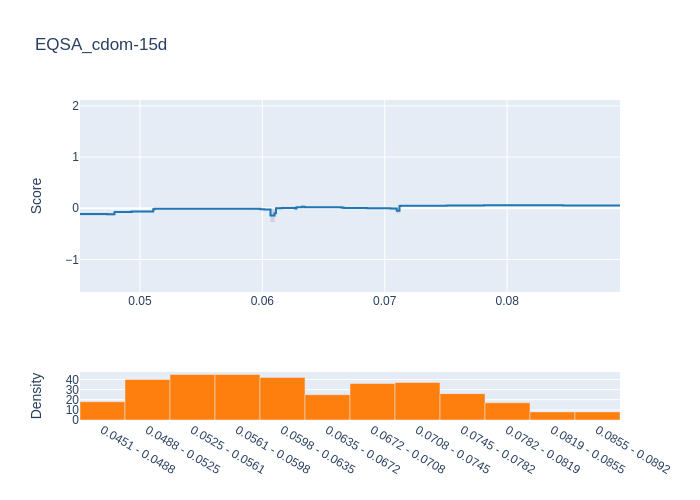 EQSA_cdom-15d
Score
2
1
0
−1
0.05
0.06
0.07
0.08
Density
40
30
20
10
0
0.0451 - 0.0488
0.0488 - 0.0525
0.0525 - 0.0561
0.0561 - 0.0598
0.0598 - 0.0635
0.0635 - 0.0672
0.0672 - 0.0708
0.0708 - 0.0745
0.0745 - 0.0782
0.0782 - 0.0819
0.0819 - 0.0855
0.0855 - 0.0892